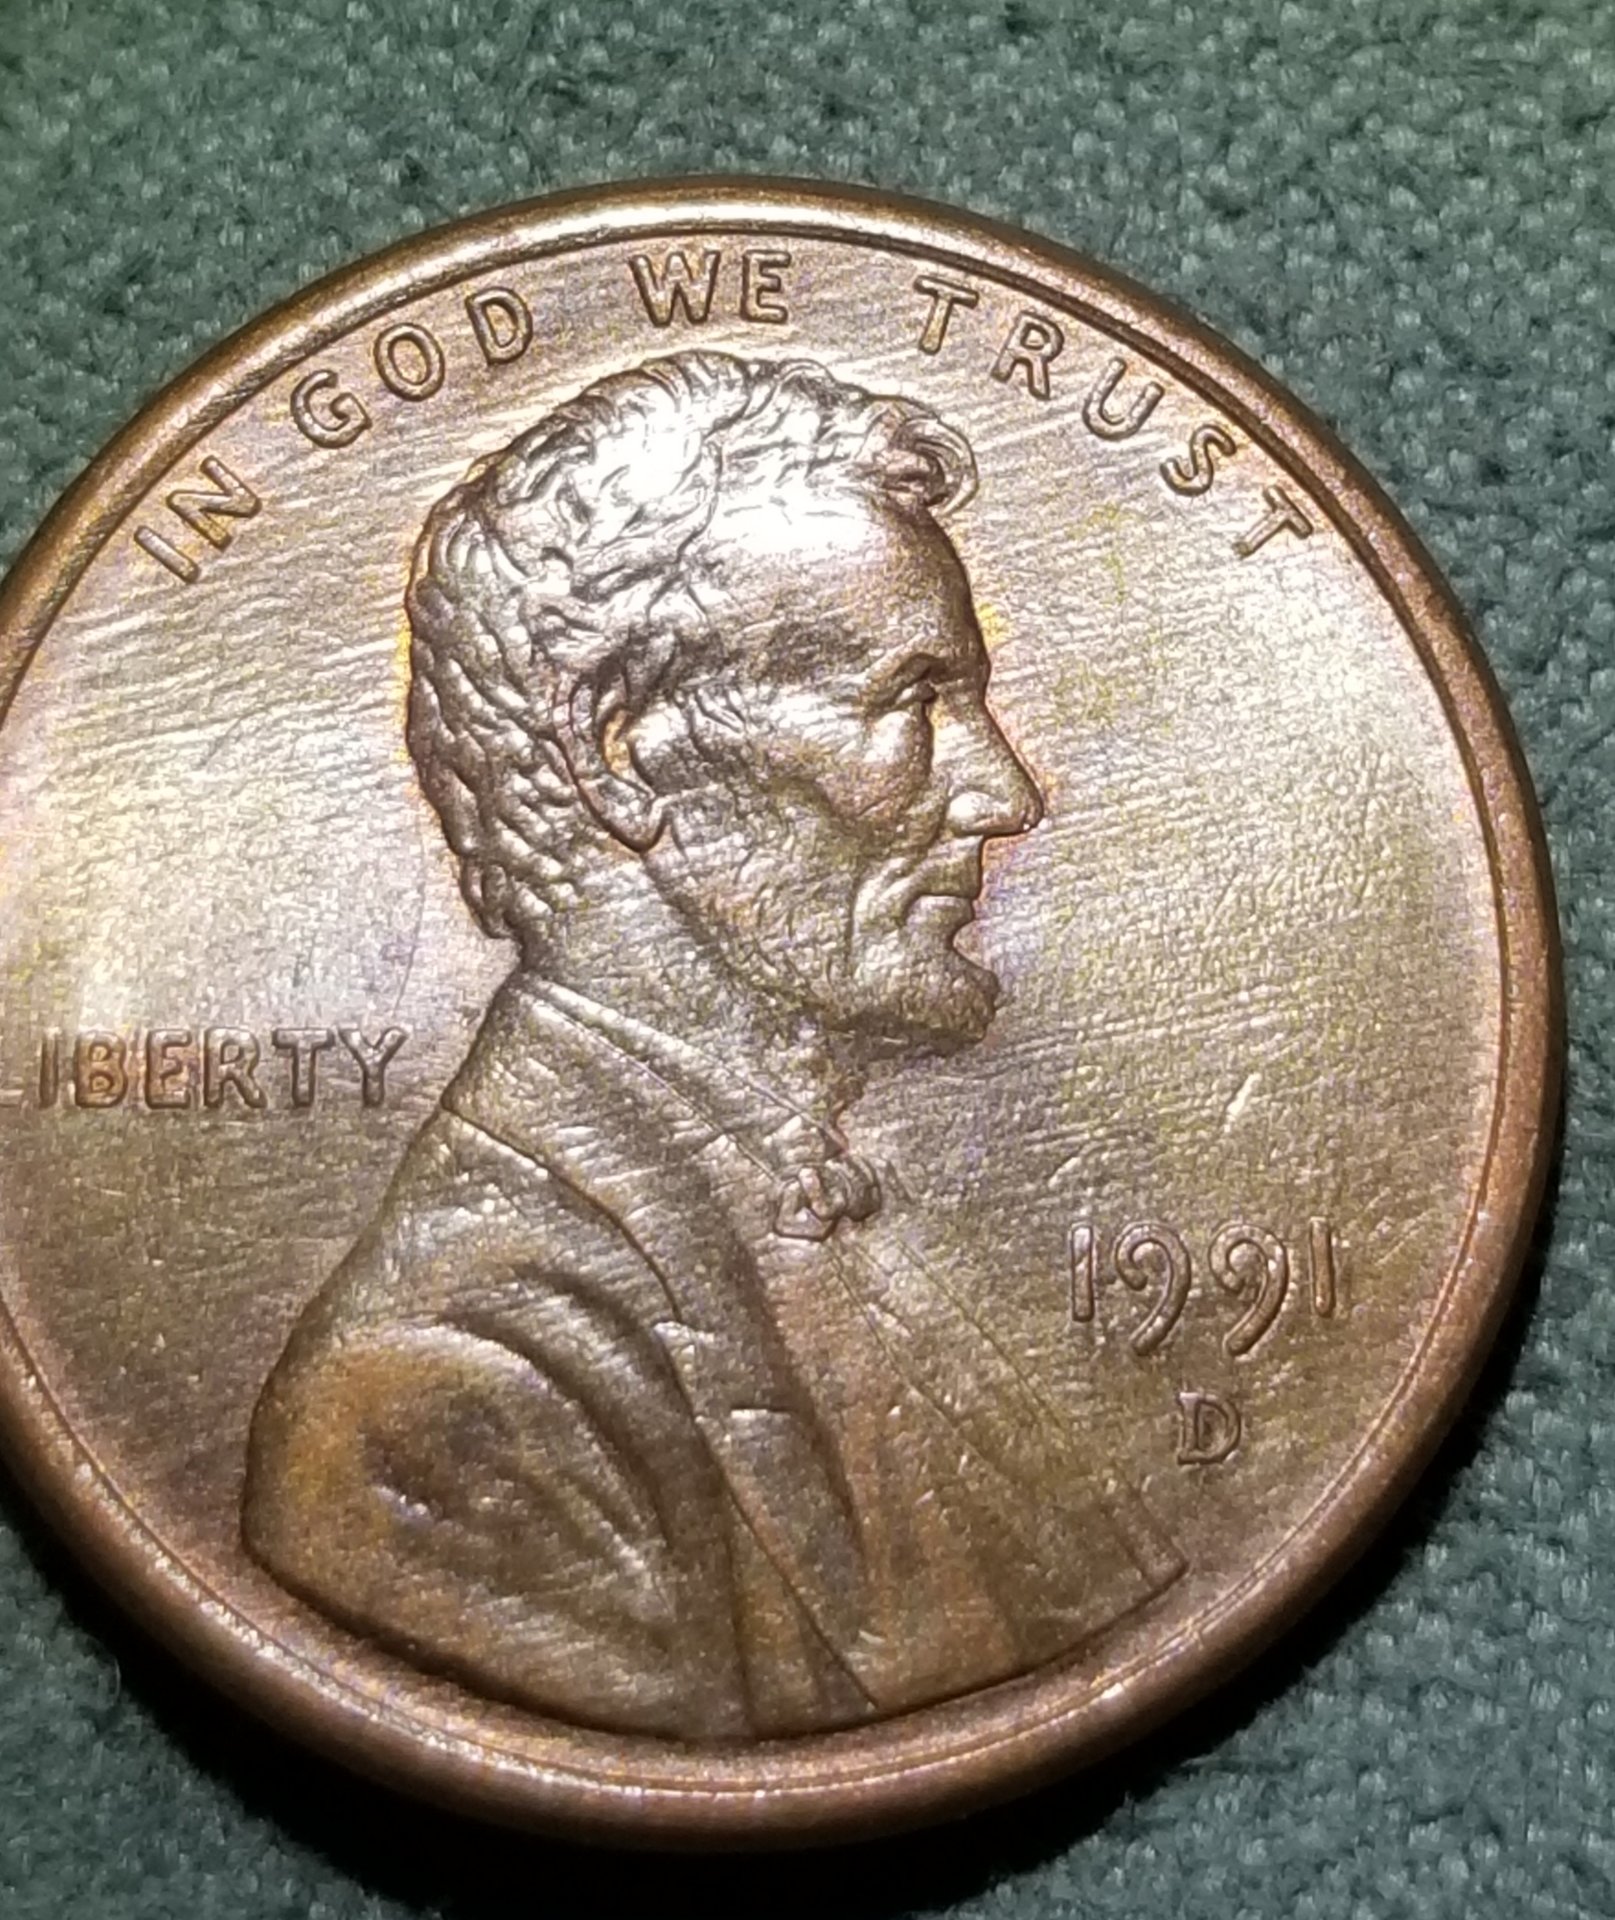 IN GOD WE TRUST
LIBERTY
1991
D